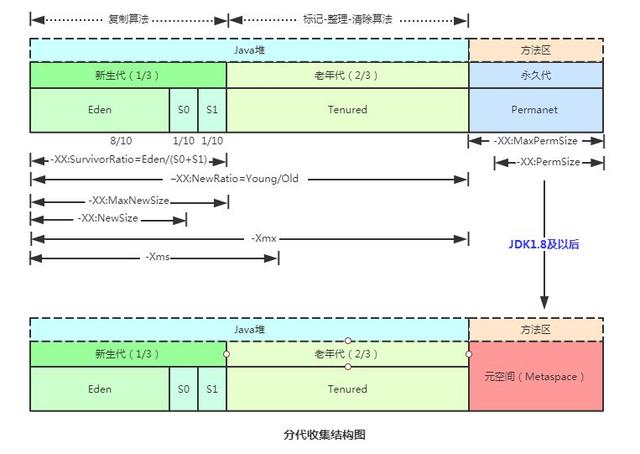 复制算法 标记-整理-清除算法
Java堆 方法区
新生代（1/3） 老年代（2/3） 永久代
Eden S0 S1 Tenured Permanet
8/10 1/10 1/10
-XX:MaxPermSize
-XX:SurvivorRatio=Eden/(S0+S1)
-XX:PermSize
–XX:NewRatio=Young/Old
-XX:MaxNewSize
-XX:NewSize
-Xmx
JDK1.8及以后
-Xms
Java堆 方法区
新生代（1/3） 老年代（2/3）
元空间（Metaspace）
Eden S0 S1 Tenured
分代收集结构图